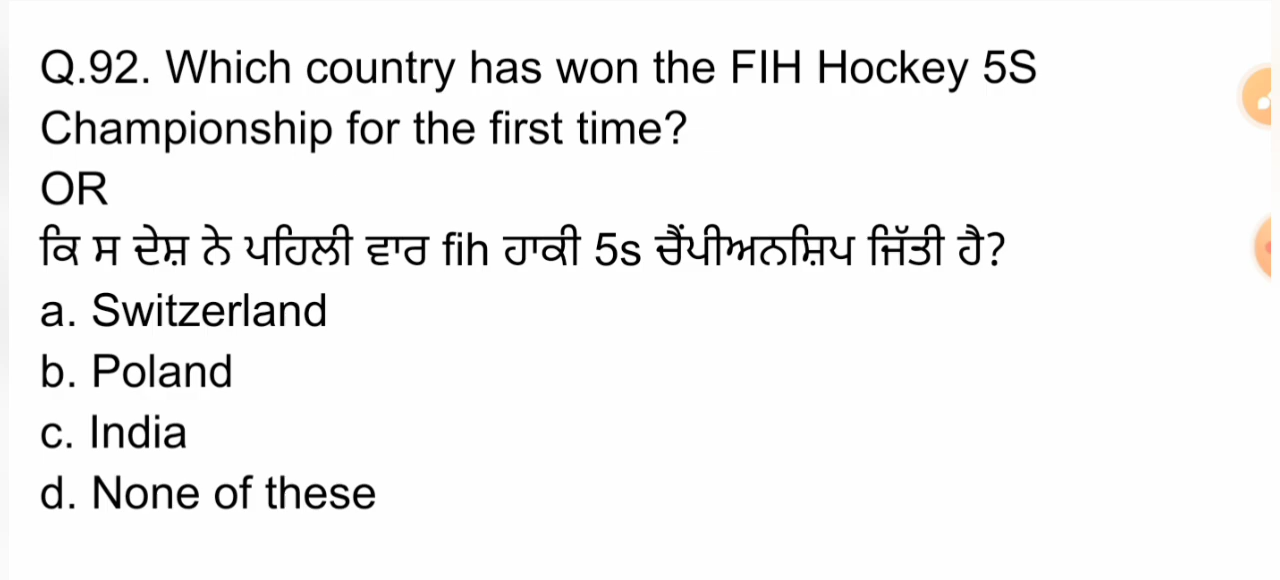 Q.92. Which country has won the FIH Hockey 5S
Championship for the first time?
OR
ਕਿ ਸ ਦੇਸ਼ ਨੇ ਪਹਿਲੀ ਵਾਰ fih ਹਾਕੀ 5s ਚੈਂਪੀਅਨਸ਼ਿਪ ਜਿੱਤੀ ਹੈ?
a. Switzerland
b. Poland
c. India
d. None of these